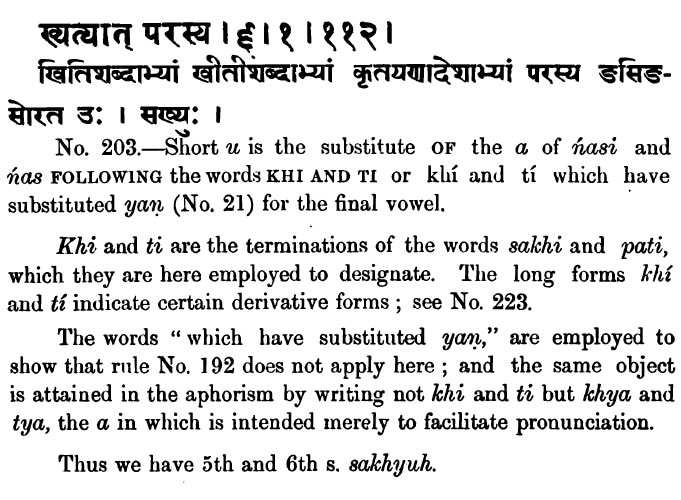 ख्यत्यात् परस्य । ६ । १ । ११२ ।
खितिशब्दाभ्यां खीतीशब्दाभ्यां कृतयणादेशाभ्यां परस्य ङसिङ-
सोरत उः । सख्युः ।
No. 203.—Short u is the substitute OF the a of ńasi and
ńas FOLLOWING the words KHI AND TI or khí and tí which have
substituted yaṇ (No. 21) for the final vowel.
Khi and ti are the terminations of the words sakhi and pati,
which they are here employed to designate. The long forms khí
and tí indicate certain derivative forms ; see No. 223.
The words “ which have substituted yaṇ,” are employed to
show that rule No. 192 does not apply here ; and the same object
is attained in the aphorism by writing not khi and ti but khya and
tya, the a in which is intended merely to facilitate pronunciation.
Thus we have 5th and 6th s. sakhyuh.